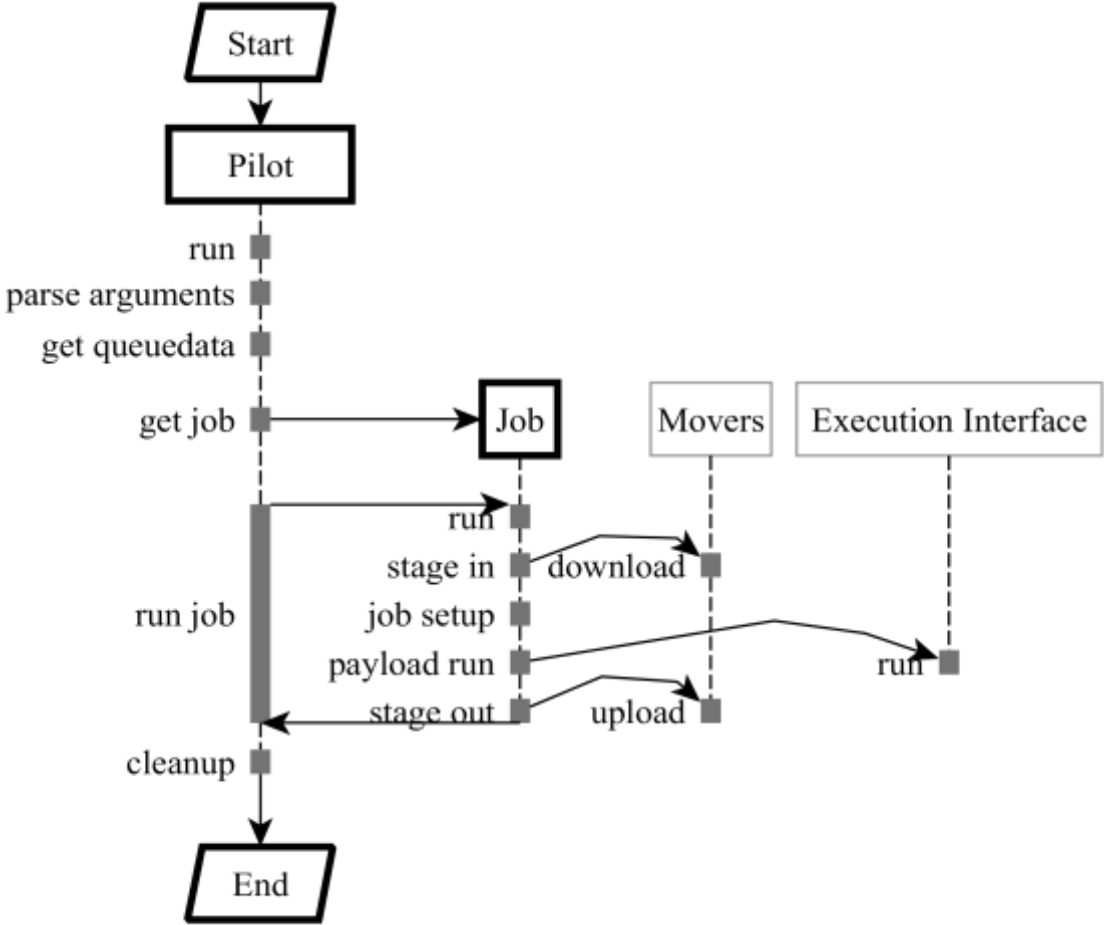 Start
Pilot
run
parse arguments
get queuedata
get job
Job
Movers
Execution Interface
run
stage in
download
run job
job setup
payload run
run
stage out
upload
cleanup
End